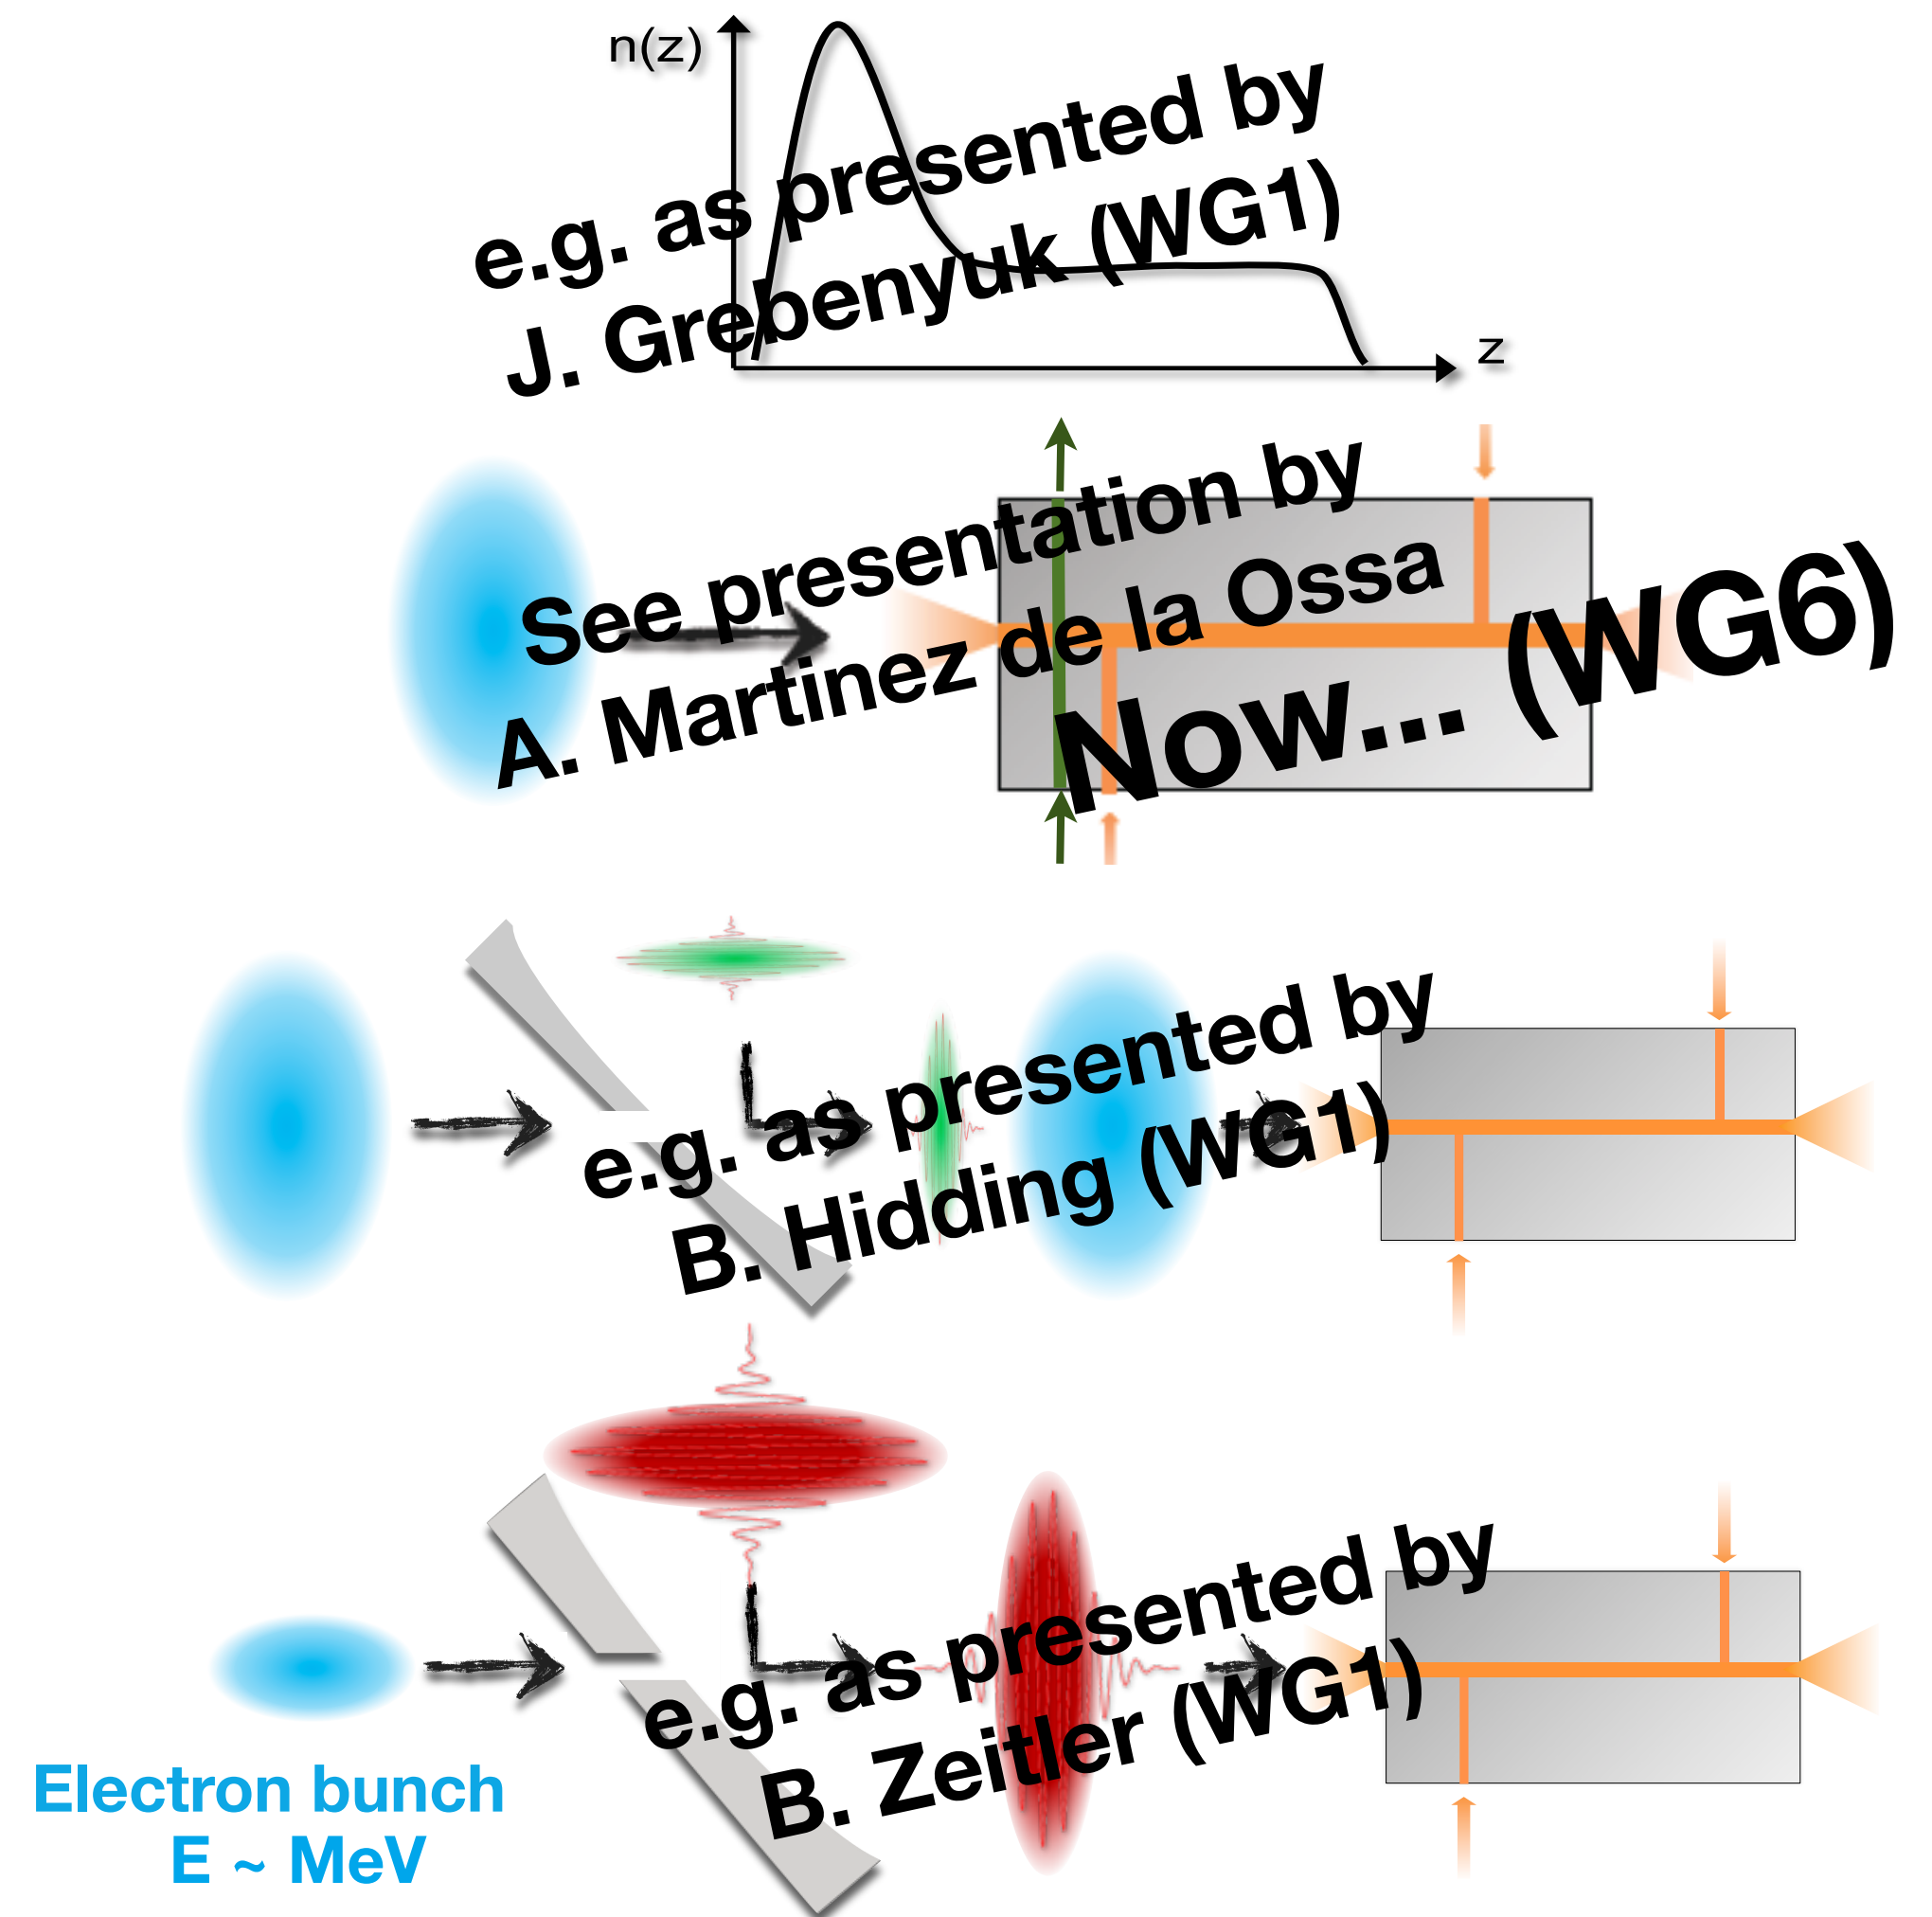 n(z)
e.g. as presented by
J. Grebenyuk (WG1)
z
See presentation by
A. Martinez de la Ossa
Now... (WG6)
e.g. as presented by
B. Hidding (WG1)
e.g. as presented by
B. Zeitler (WG1)
Electron bunch
E ~ MeV